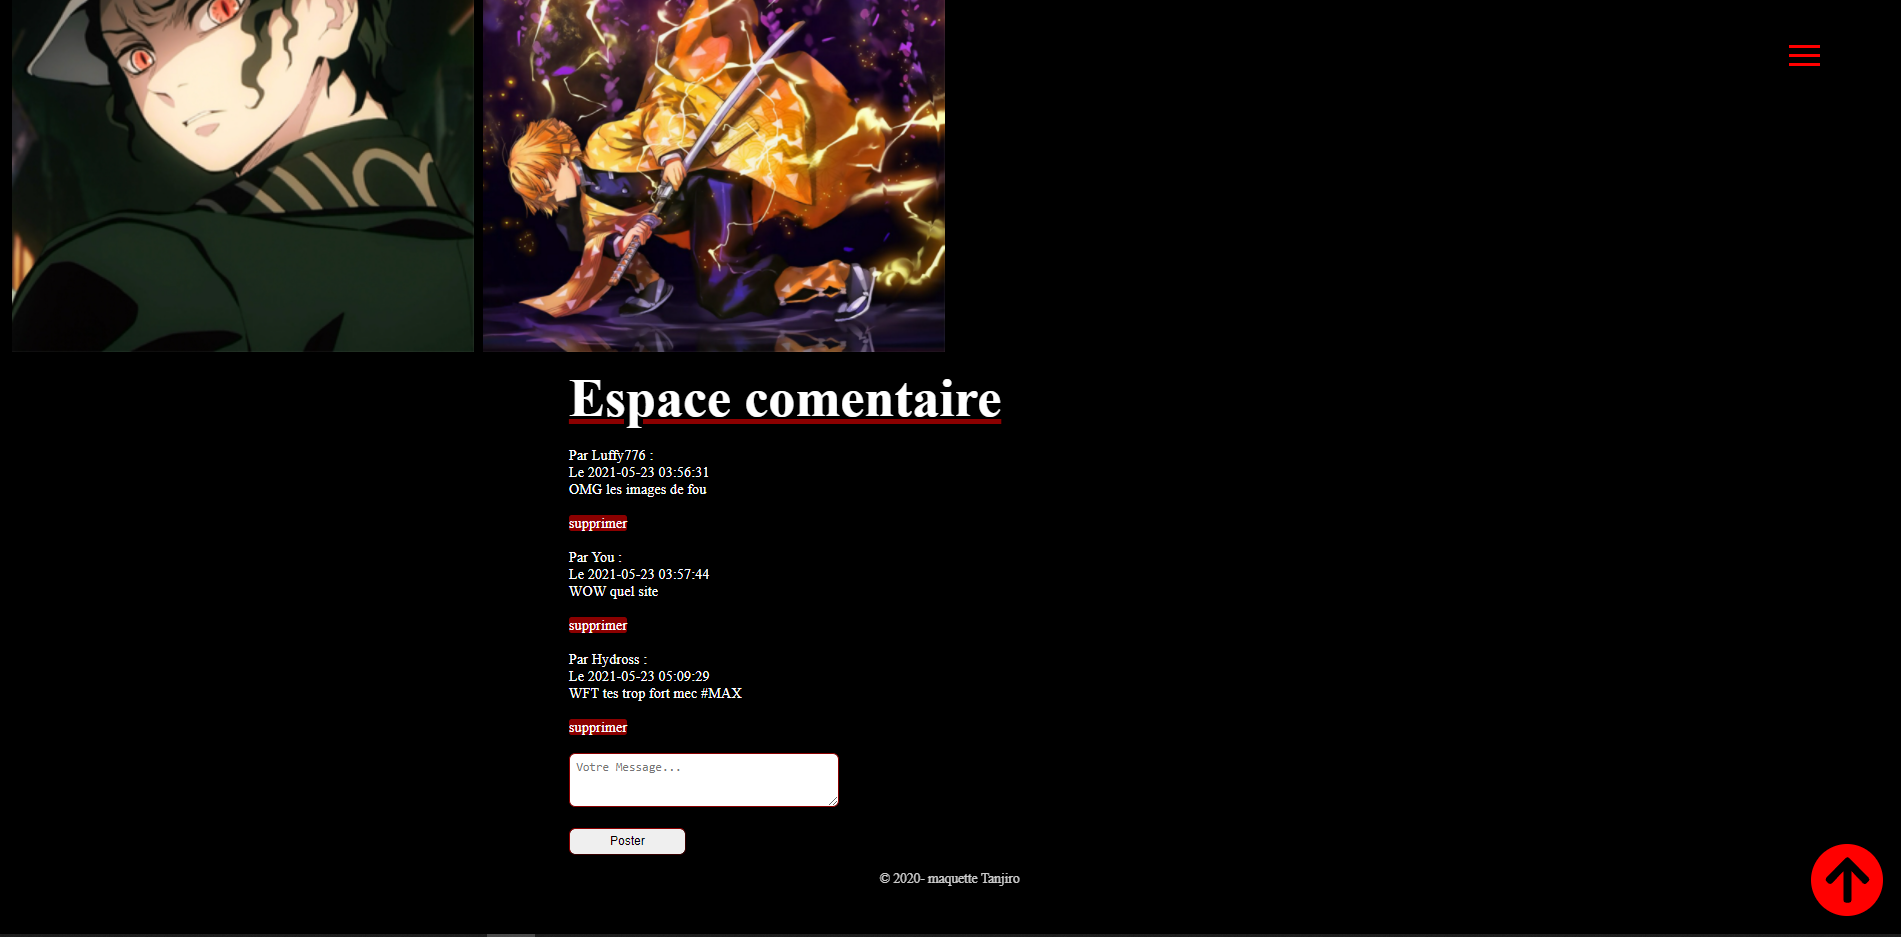 Espace comentaire
Par Luffy776 :
Le 2021-05-23 03:56:31
OMG les images de fou
supprimer
Par You :
Le 2021-05-23 03:57:44
WOW quel site
supprimer
Par Hydross :
Le 2021-05-23 05:09:29
WFT tes trop fort mec #MAX
supprimer
Votre Message...
Poster
© 2020- maquette Tanjiro